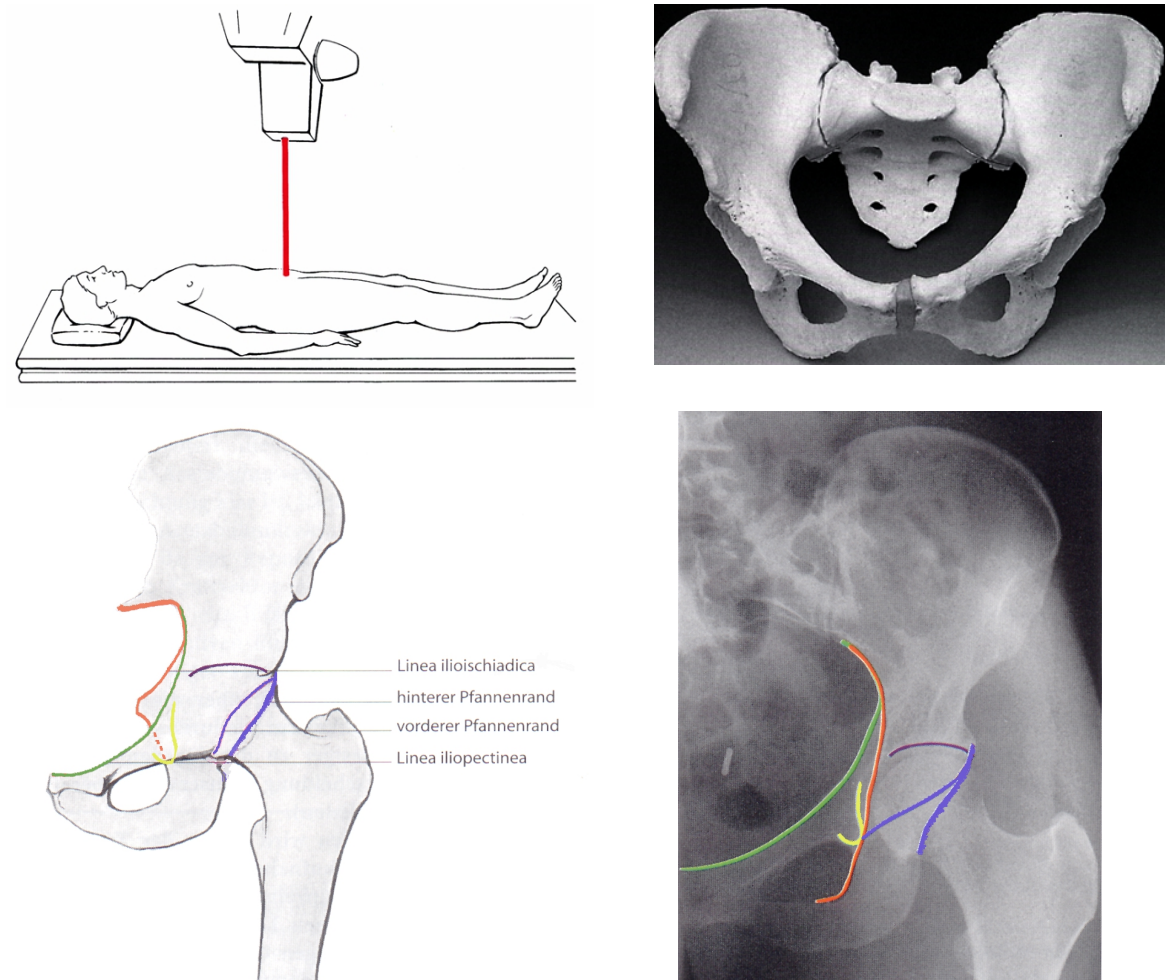 Linea ilioischiadica
hinterer Pfannenrand
vorderer Pfannenrand
Linea iliopectinea